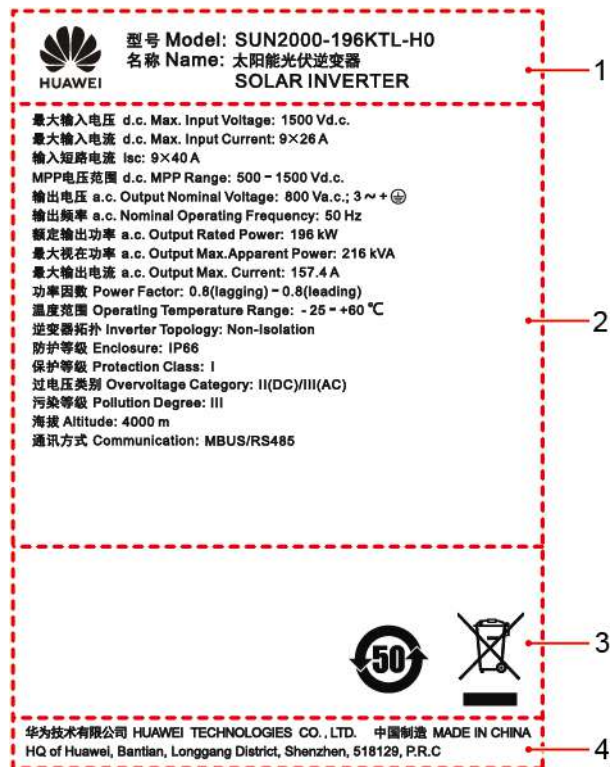 HUAWEI
型号 Model: SUN2000-196KTL-H0
名称 Name: 太阳能光伏逆变器
SOLAR INVERTER
1
最大输入电压 d.c. Max. Input Voltage: 1500 Vd.c.
最大输入电流 d.c. Max. Input Current: 9×26 A
输入短路电流 Isc: 9×40 A
MPP电压范围 d.c. MPP Range: 500 - 1500 Vd.c.
输出电压 a.c. Output Nominal Voltage: 800 Va.c.; 3 ~ +
输出频率 a.c. Nominal Operating Frequency: 50 Hz
额定输出功率 a.c. Output Rated Power: 196 kW
最大视在功率 a.c. Output Max.Apparent Power: 216 kVA
最大输出电流 a.c. Output Max. Current: 157.4 A
功率因数 Power Factor: 0.8(lagging) - 0.8(leading)
温度范围 Operating Temperature Range: - 25 - +60 ℃
逆变器拓扑 Inverter Topology: Non-Isolation
防护等级 Enclosure: IP66
保护等级 Protection Class: I
过电压类别 Overvoltage Category: II(DC)/III(AC)
污染等级 Pollution Degree: III
海拔 Altitude: 4000 m
通讯方式 Communication: MBUS/RS485
2
50
3
华为技术有限公司 HUAWEI TECHNOLOGIES CO., LTD. 中国制造 MADE IN CHINA
HQ of Huawei, Bantian, Longgang District, Shenzhen, 518129, P.R.C
4